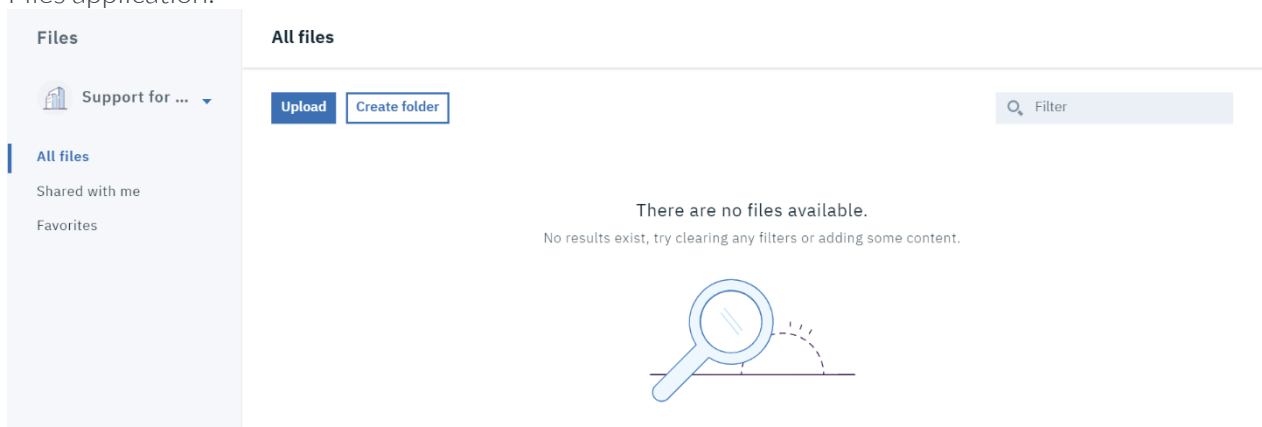 Files application.
Files
All files
Support for ...
Upload
Create folder
Filter
All files
Shared with me
Favorites
There are no files available.
No results exist, try clearing any filters or adding some content.